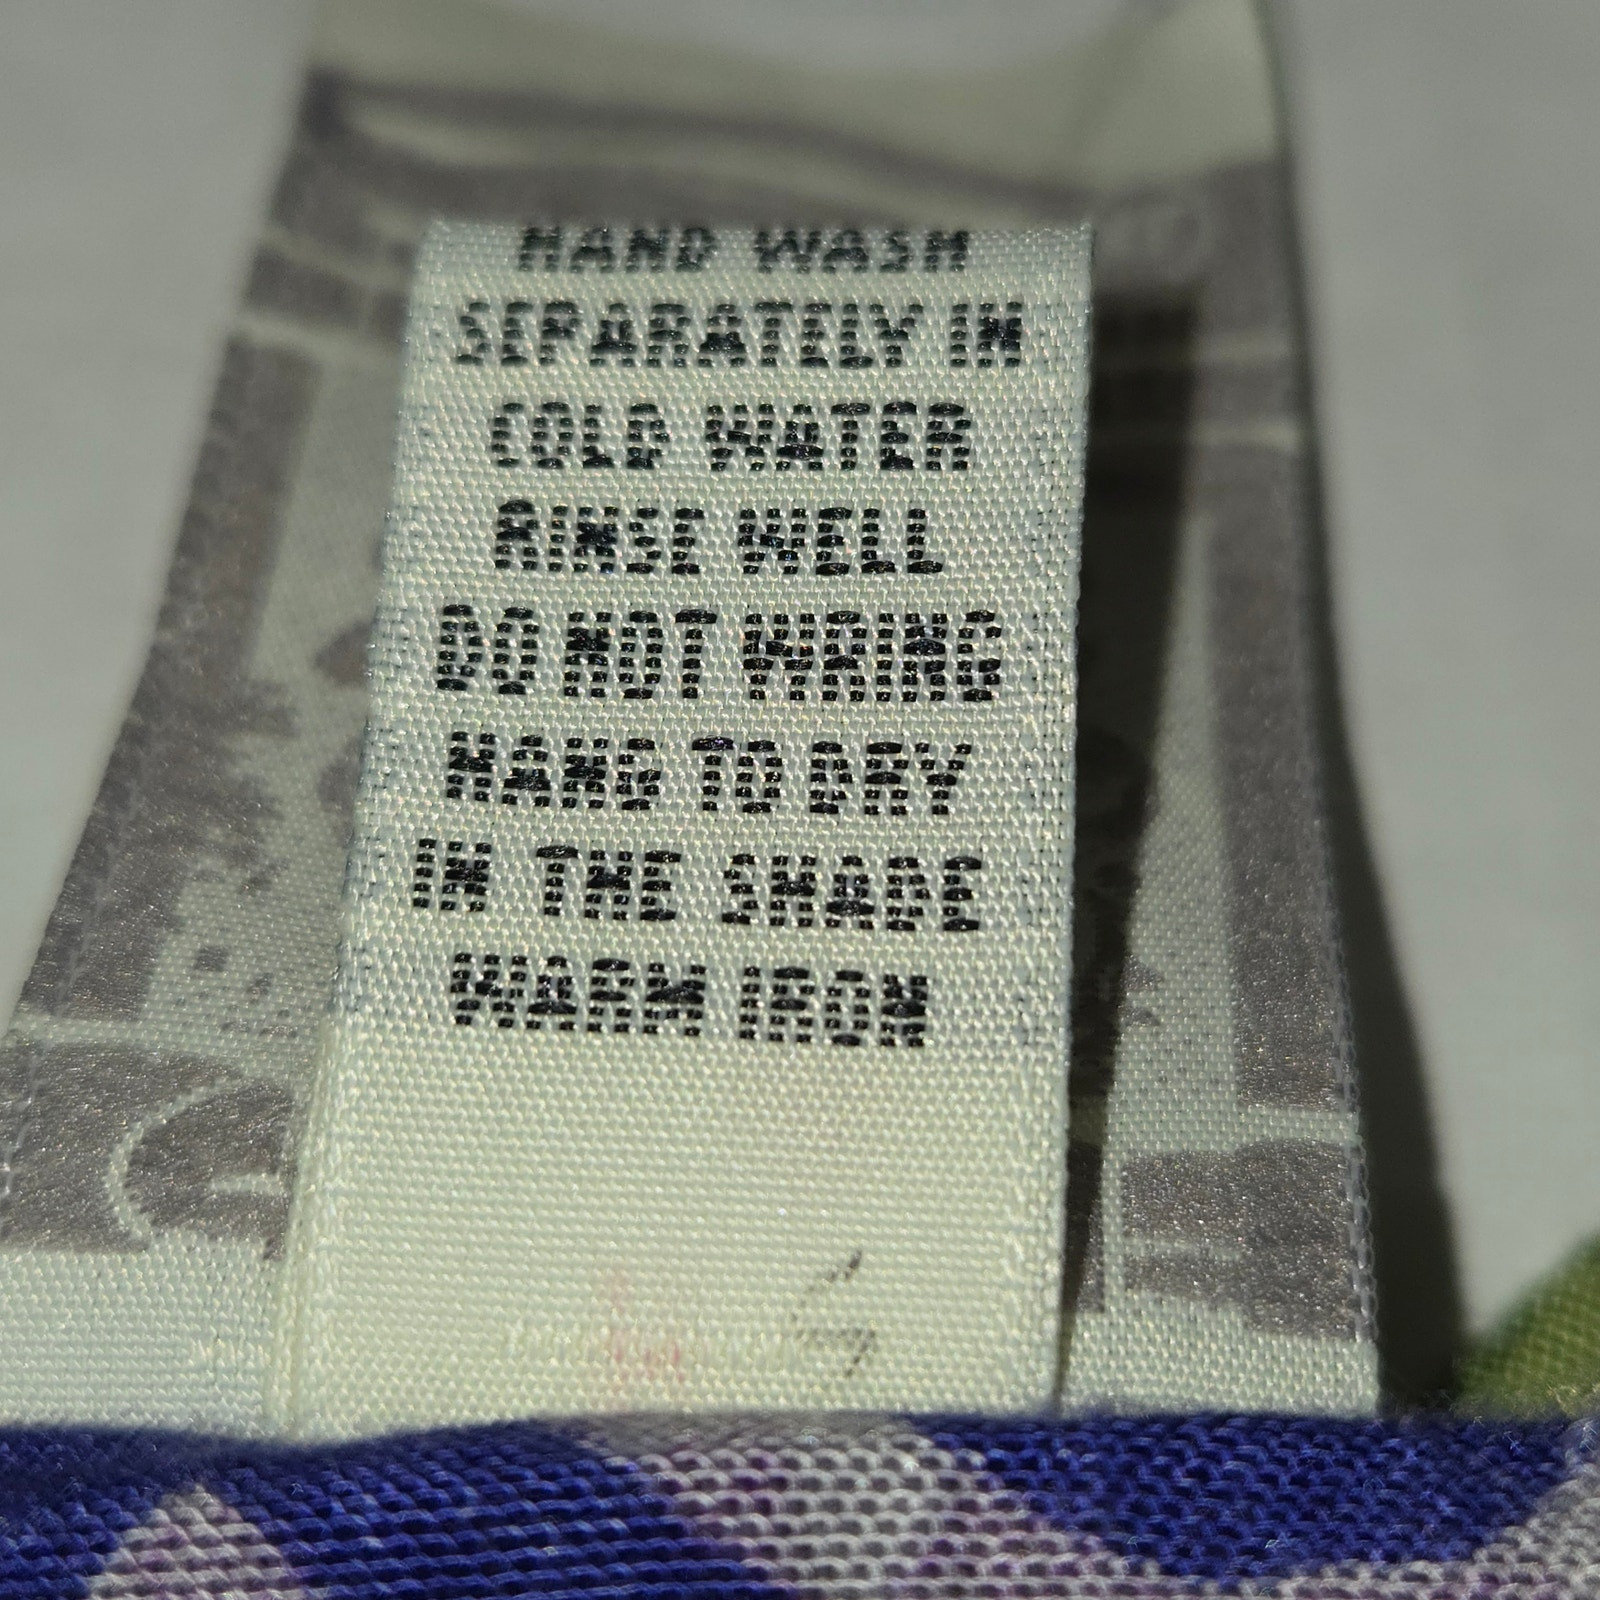 HAND WASH
SEPARATELY IN
COLD WATER
RINSE WELL
DO NOT WRING
HANG TO DRY
IN THE SHADE
WARM IRON